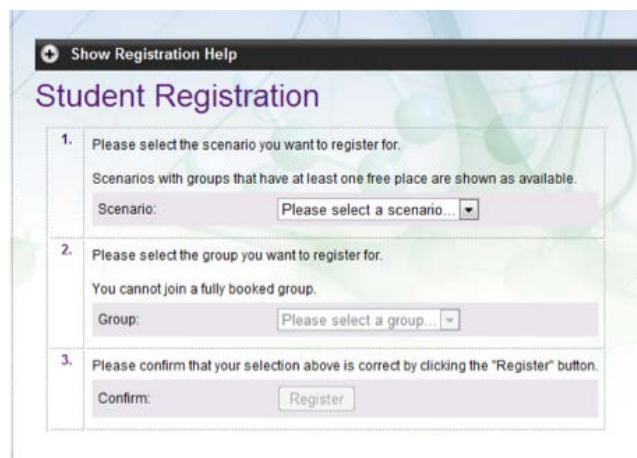 Show Registration Help
Student Registration
1. Please select the scenario you want to register for.
Scenarios with groups that have at least one free place are shown as available.
Scenario: Please select a scenario...
2. Please select the group you want to register for.
You cannot join a fully booked group.
Group: Please select a group...
3. Please confirm that your selection above is correct by clicking the "Register" button.
Confirm: Register